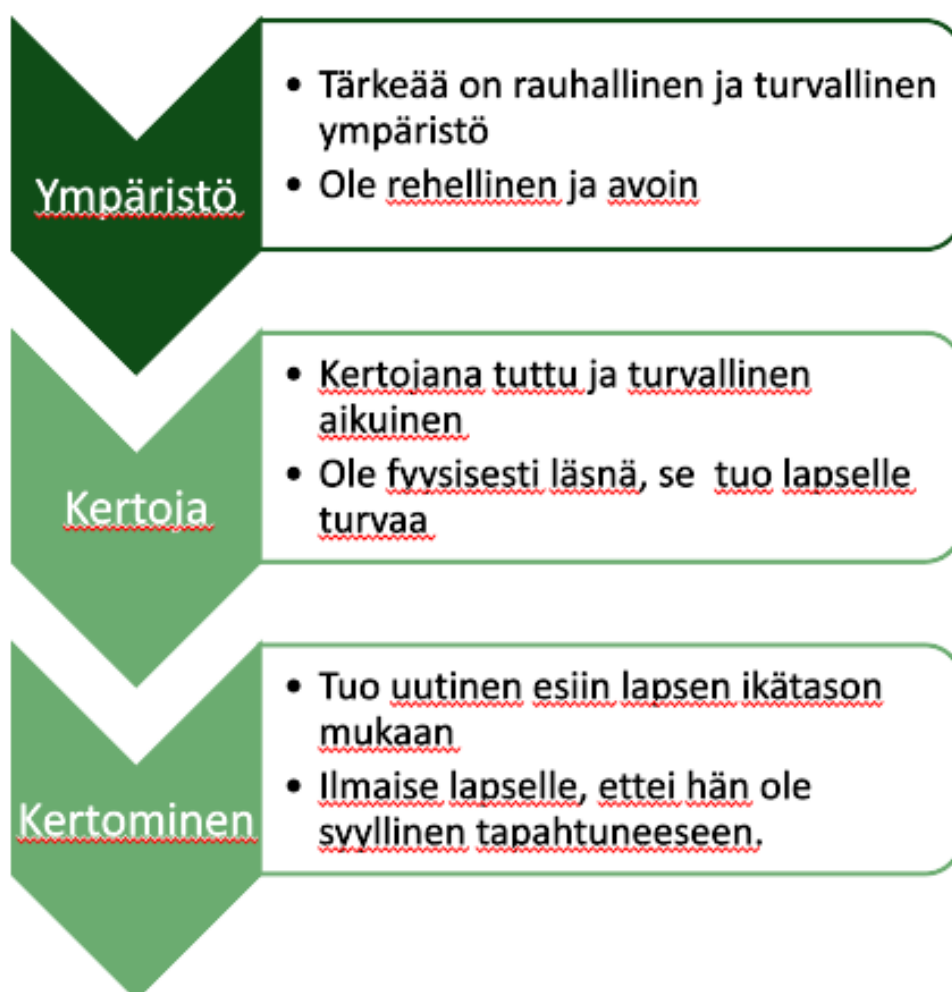 Ympäristö
• Tärkeää on rauhallinen ja turvallinen
ympäristö
• Ole rehellinen ja avoin
Kertoja
• Kertojana tuttu ja turvallinen
aikuinen
• Ole fyysisesti läsnä, se  tuo lapselle
turvaa
Kertominen
• Tuo uutinen esiin lapsen ikätason
mukaan
• Ilmaise lapselle, ettei hän ole
syyllinen tapahtuneeseen.